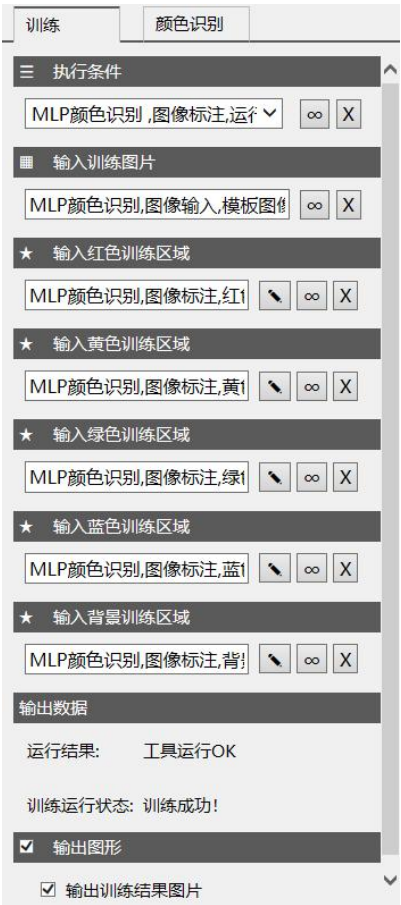 训练
颜色识别
执行条件
MLP颜色识别 ,图像标注,运行
∞ X
输入训练图片
MLP颜色识别,图像输入,模板图像
∞ X
★ 输入红色训练区域
MLP颜色识别,图像标注,红
∞ X
★ 输入黄色训练区域
MLP颜色识别,图像标注,黄
∞ X
★ 输入绿色训练区域
MLP颜色识别,图像标注,绿
∞ X
★ 输入蓝色训练区域
MLP颜色识别,图像标注,蓝
∞ X
★ 输入背景训练区域
MLP颜色识别,图像标注,背
∞ X
输出数据
运行结果: 工具运行OK
训练运行状态: 训练成功!
输出图形
输出训练结果图片